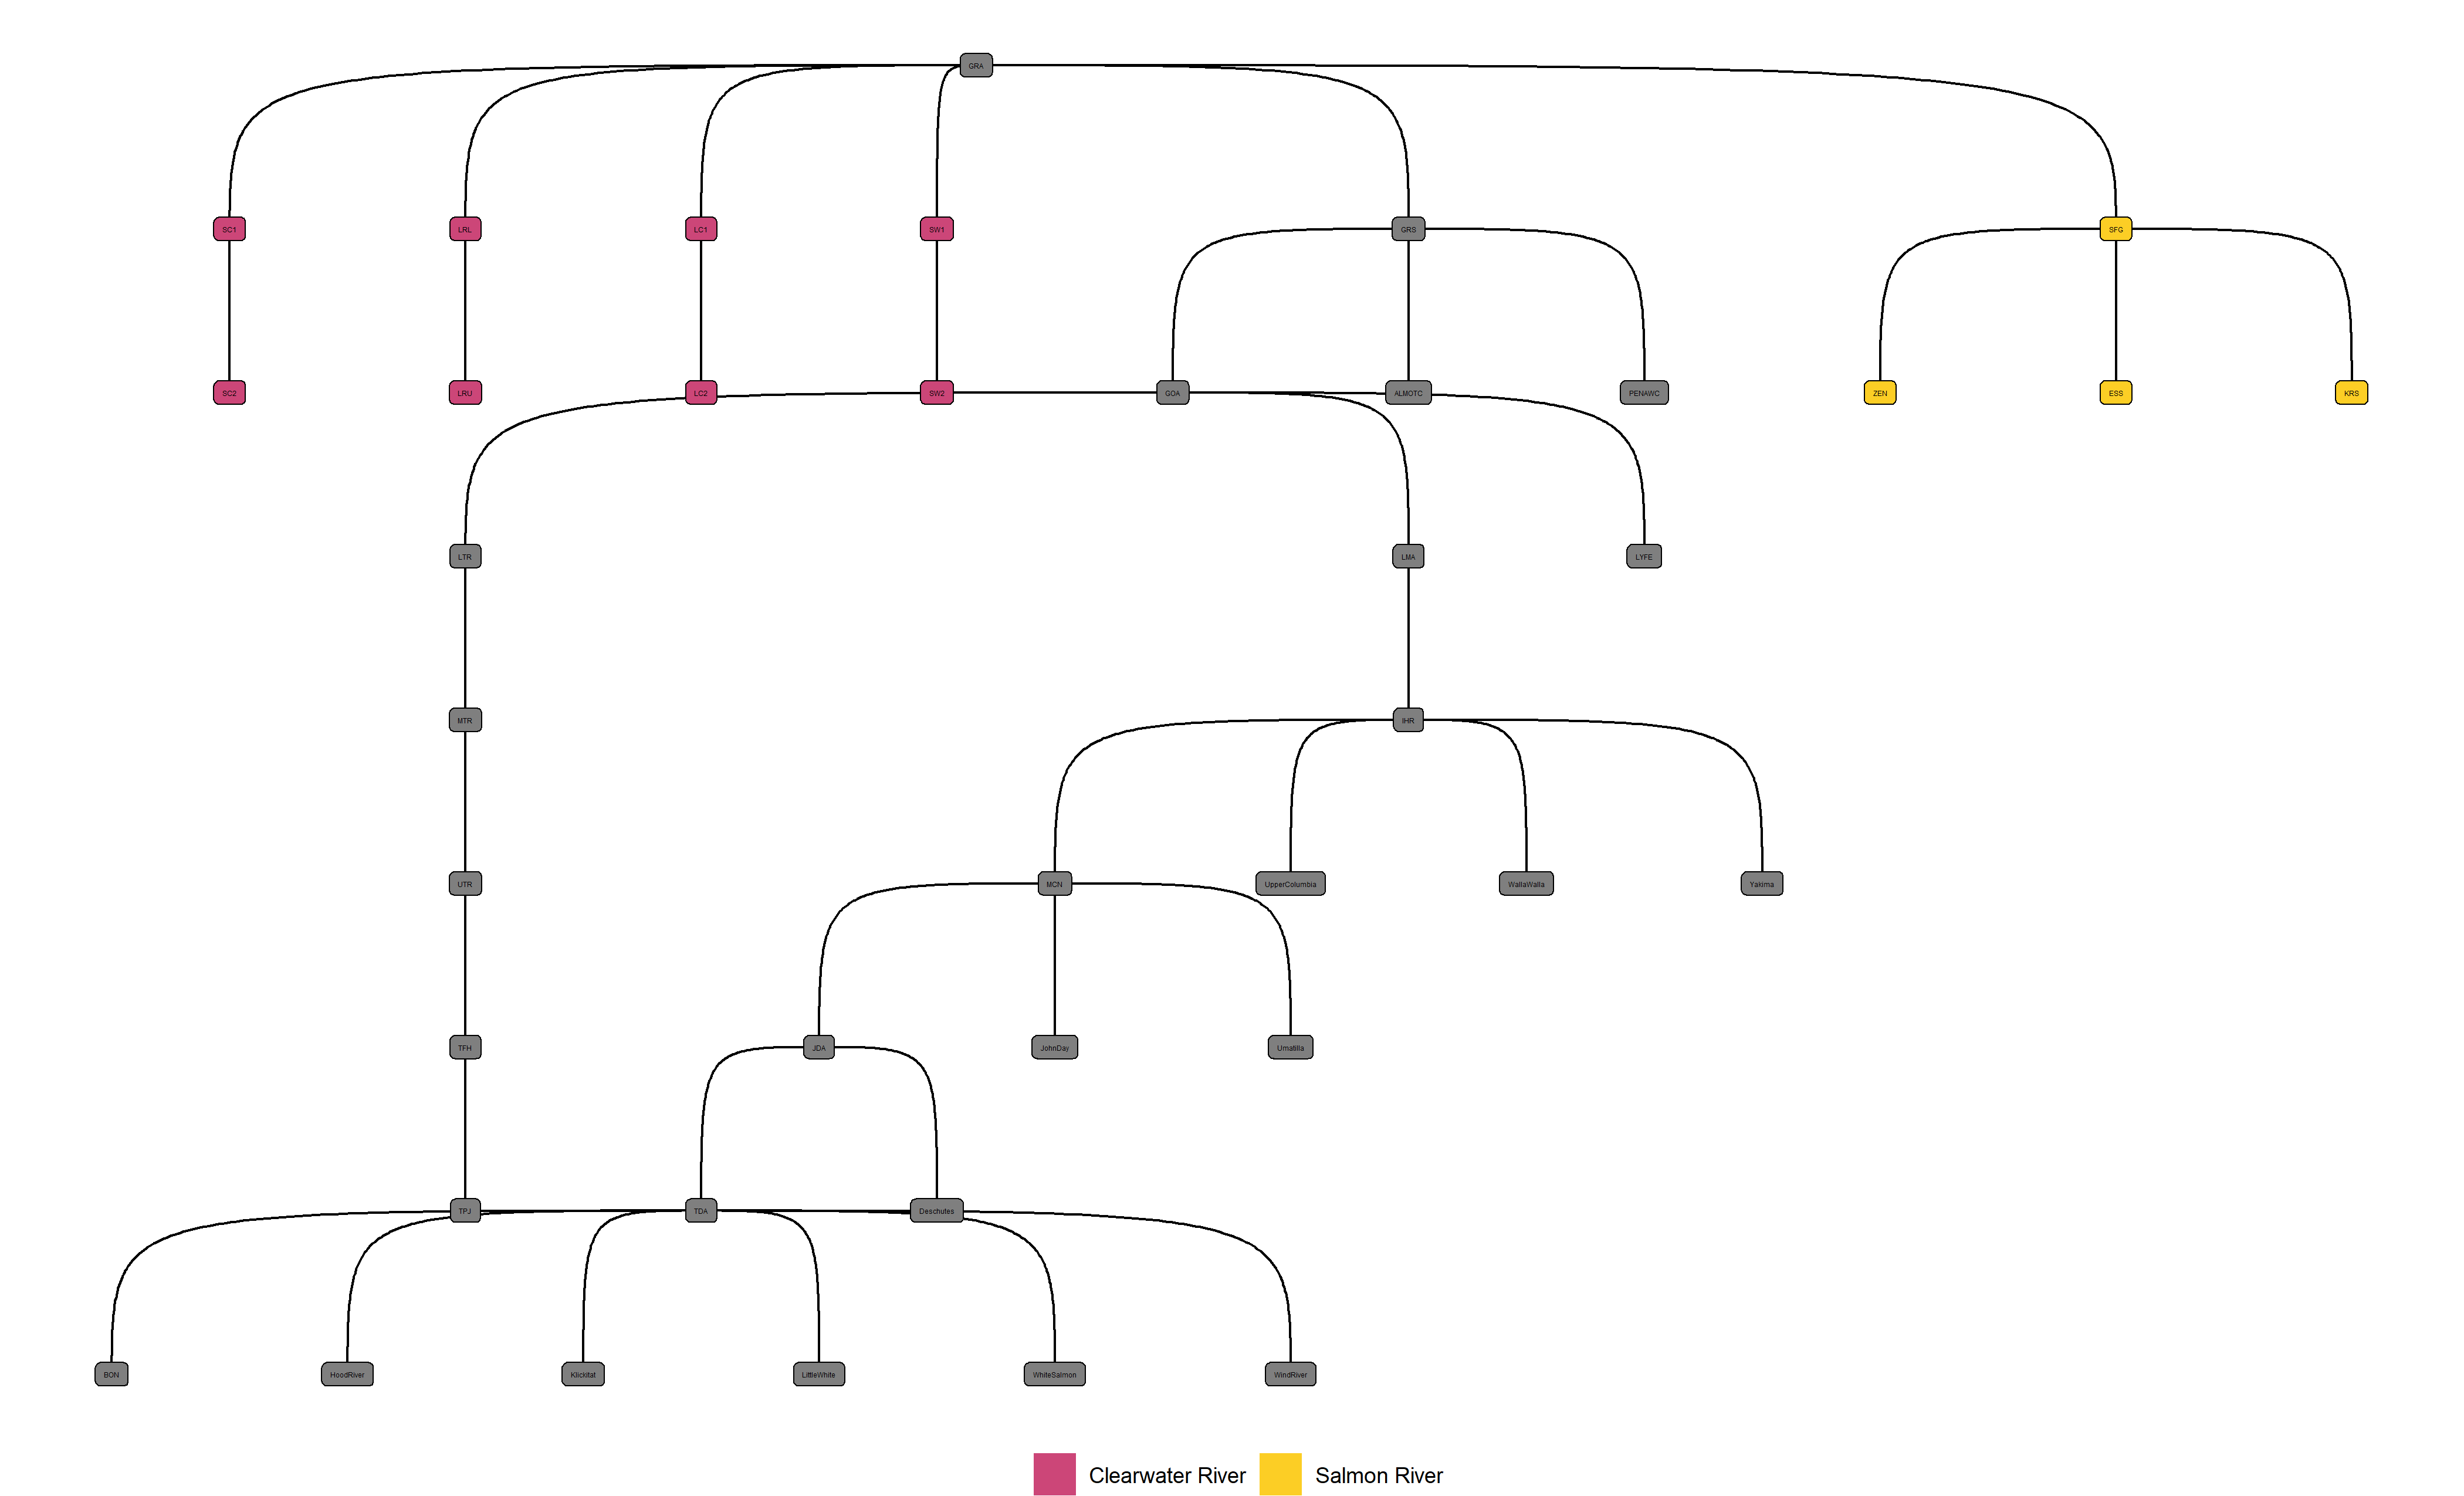 GRA
SC1
LRL
LC1
SW1
GRS
SFG
SC2
LRU
LC2
SW2
GOA
ALMOTC
PENAWC
ZEN
ESS
KRS
LTR
LMA
LYFE
MTR
IHR
UTR
MCN
UpperColumbia
WallaWalla
Yakima
TFH
JDA
JohnDay
Umatilla
TPJ
TDA
Deschutes
BON
HoodRiver
Klickitat
LittleWhite
WhiteSalmon
WindRiver
Clearwater River
Salmon River